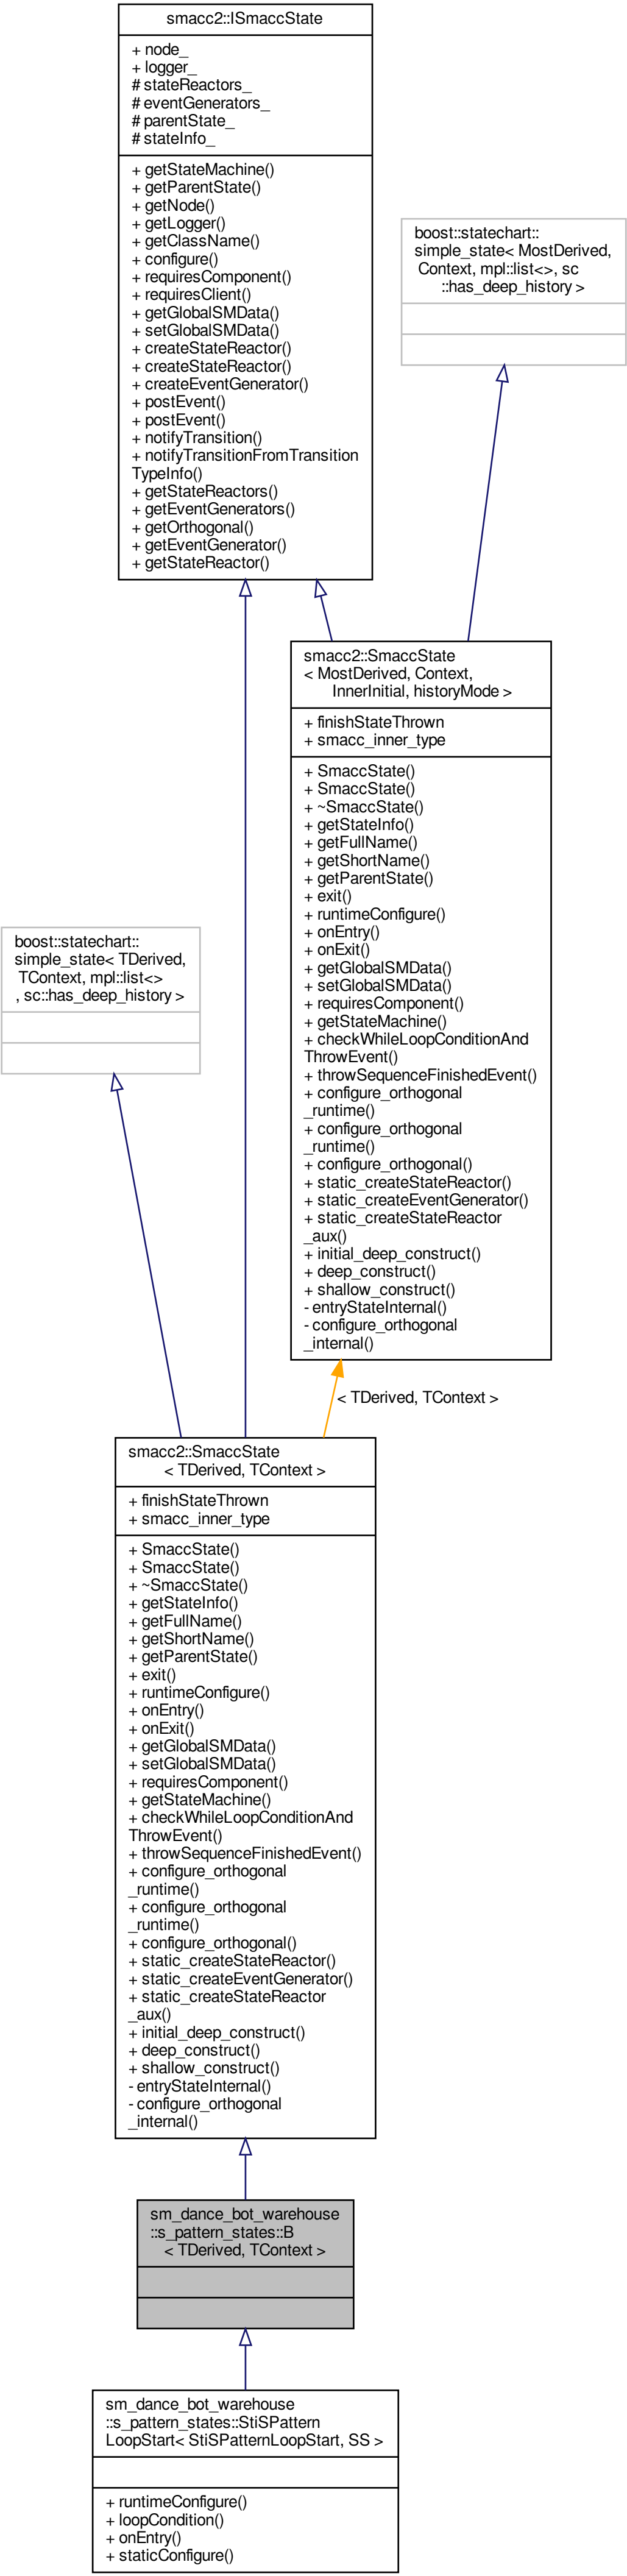 smacc2::ISmaccState
+ node_
+ logger_
# stateReactors_
# eventGenerators_
# parentState_
# stateInfo_
+ getStateMachine()
+ getParentState()
+ getNode()
+ getLogger()
+ getClassName()
+ configure()
+ requiresComponent()
+ requiresClient()
+ getGlobalSMData()
+ setGlobalSMData()
+ createStateReactor()
+ createStateReactor()
+ createEventGenerator()
+ postEvent()
+ postEvent()
+ notifyTransition()
+ notifyTransitionFromTransition
TypeInfo()
+ getStateReactors()
+ getEventGenerators()
+ getOrthogonal()
+ getEventGenerator()
+ getStateReactor()
boost::statechart::
simple_state< MostDerived,
Context, mpl::list<>, sc
::has_deep_history >
smacc2::SmaccState
< MostDerived, Context,
InnerInitial, historyMode >
+ finishStateThrown
+ smacc_inner_type
+ SmaccState()
+ SmaccState()
+ ~SmaccState()
+ getStateInfo()
+ getFullName()
+ getShortName()
+ getParentState()
+ exit()
+ runtimeConfigure()
+ onEntry()
+ onExit()
+ getGlobalSMData()
+ setGlobalSMData()
+ requiresComponent()
+ getStateMachine()
+ checkWhileLoopConditionAnd
ThrowEvent()
+ throwSequenceFinishedEvent()
+ configure_orthogonal
_runtime()
+ configure_orthogonal
_runtime()
+ configure_orthogonal()
+ static_createStateReactor()
+ static_createEventGenerator()
+ static_createStateReactor
_aux()
+ initial_deep_construct()
+ deep_construct()
+ shallow_construct()
- entryStateInternal()
- configure_orthogonal
_internal()
boost::statechart::
simple_state< TDerived,
TContext, mpl::list<>
, sc::has_deep_history >
< TDerived, TContext >
smacc2::SmaccState
< TDerived, TContext >
+ finishStateThrown
+ smacc_inner_type
+ SmaccState()
+ SmaccState()
+ ~SmaccState()
+ getStateInfo()
+ getFullName()
+ getShortName()
+ getParentState()
+ exit()
+ runtimeConfigure()
+ onEntry()
+ onExit()
+ getGlobalSMData()
+ setGlobalSMData()
+ requiresComponent()
+ getStateMachine()
+ checkWhileLoopConditionAnd
ThrowEvent()
+ throwSequenceFinishedEvent()
+ configure_orthogonal
_runtime()
+ configure_orthogonal
_runtime()
+ configure_orthogonal()
+ static_createStateReactor()
+ static_createEventGenerator()
+ static_createStateReactor
_aux()
+ initial_deep_construct()
+ deep_construct()
+ shallow_construct()
- entryStateInternal()
- configure_orthogonal
_internal()
sm_dance_bot_warehouse
::s_pattern_states::B
< TDerived, TContext >
sm_dance_bot_warehouse
::s_pattern_states::StiSPattern
LoopStart< StiSPatternLoopStart, SS >
+ runtimeConfigure()
+ loopCondition()
+ onEntry()
+ staticConfigure()